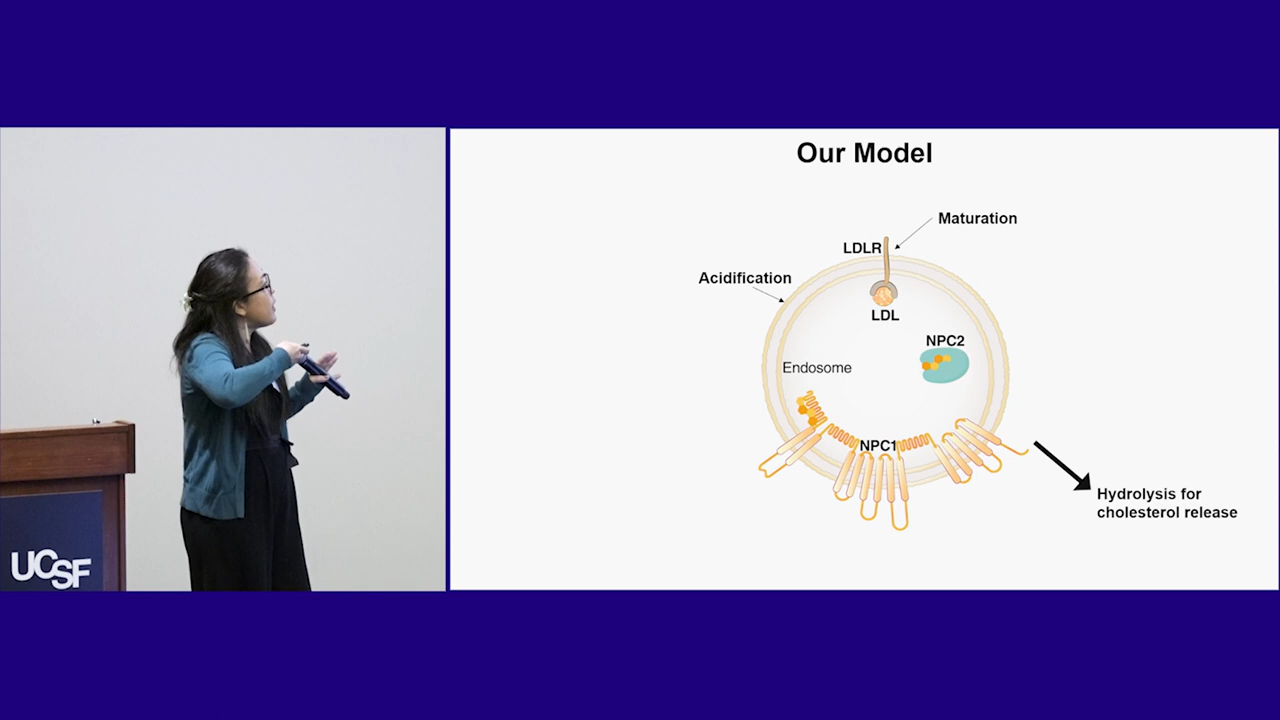 Our Model
Maturation
LDLR
Acidification
LDL
NPC2
Endosome
NPC1
Hydrolysis for
cholesterol release
UCSF